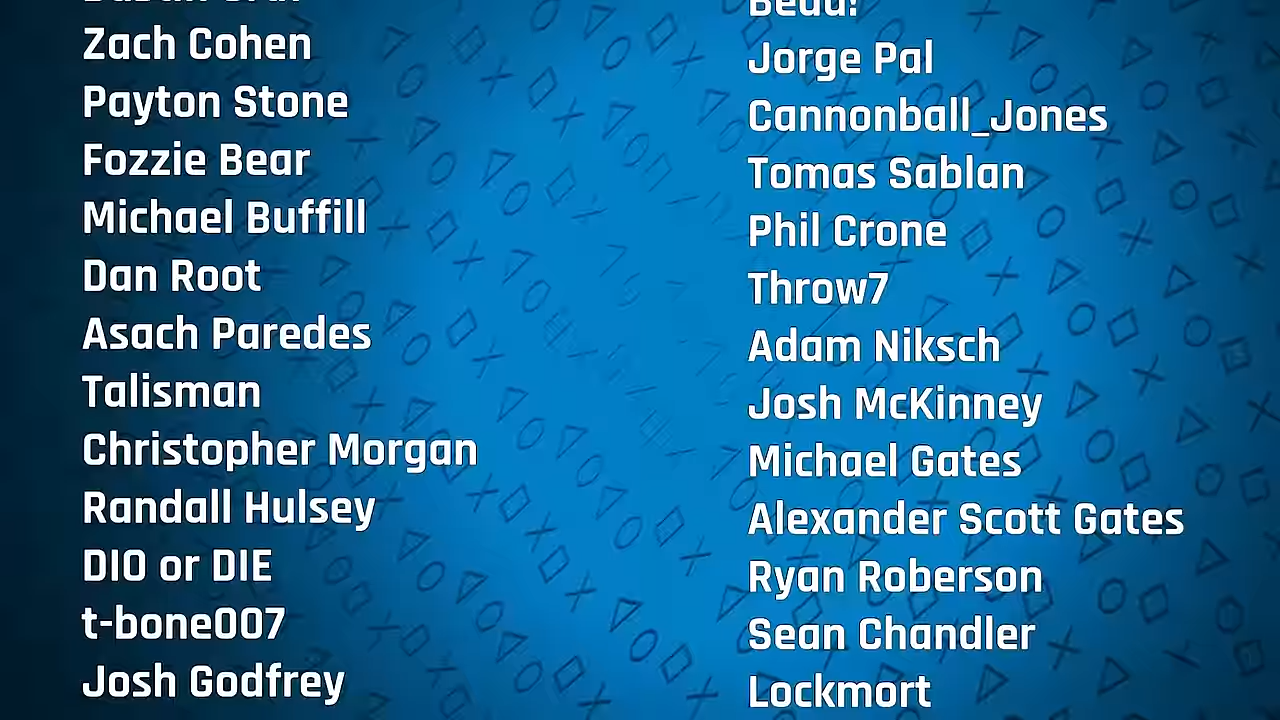 Zach Cohen
Payton Stone
Fozzie Bear
Michael Buffill
Dan Root
Asach Paredes
Talisman
Christopher Morgan
Randall Hulsey
DIO or DIE
t-bone007
Josh Godfrey
Jorge Pal
Cannonball_Jones
Tomas Sablan
Phil Crone
Throw7
Adam Niksch
Josh McKinney
Michael Gates
Alexander Scott Gates
Ryan Roberson
Sean Chandler
Lockmort